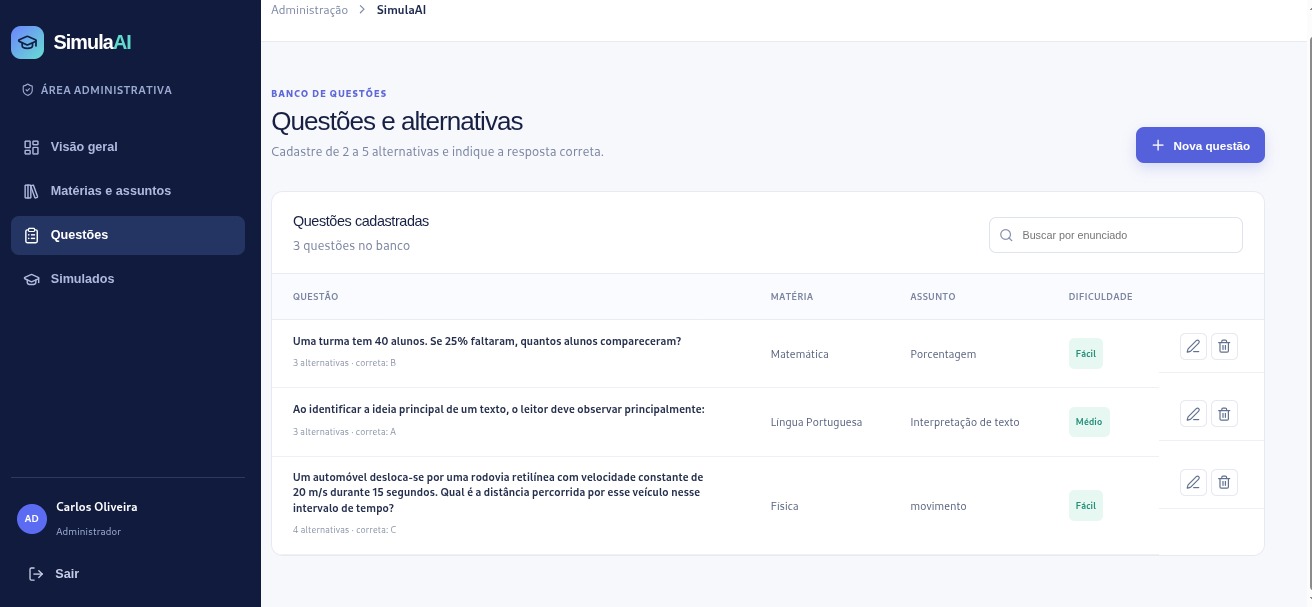 SimulaAI
ÁREA ADMINISTRATIVA
Visão geral
Matérias e assuntos
Questões
Simulados
AD
Carlos Oliveira
Administrador
Sair
Administração > SimulaAI
BANCO DE QUESTÕES
Questões e alternativas
Cadastre de 2 a 5 alternativas e indique a resposta correta.
Nova questão
Questões cadastradas
3 questões no banco
Buscar por enunciado
QUESTÃO MATÉRIA ASSUNTO DIFICULDADE
Uma turma tem 40 alunos. Se 25% faltaram, quantos alunos compareceram?
3 alternativas · correta: B
Matemática Porcentagem Fácil
Ao identificar a ideia principal de um texto, o leitor deve observar principalmente:
3 alternativas · correta: A
Língua Portuguesa Interpretação de texto Médio
Um automóvel desloca-se por uma rodovia retilínea com velocidade constante de
20 m/s durante 15 segundos. Qual é a distância percorrida por esse veículo nesse
intervalo de tempo?
4 alternativas · correta: C
Física movimento Fácil